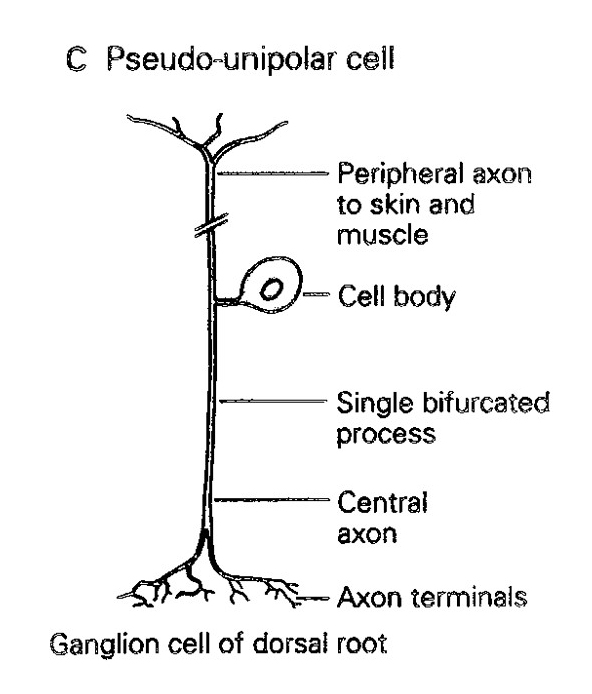 C Pseudo-unipolar cell
Peripheral axon
to skin and
muscle
Cell body
Single bifurcated
process
Central
axon
Axon terminals
Ganglion cell of dorsal root